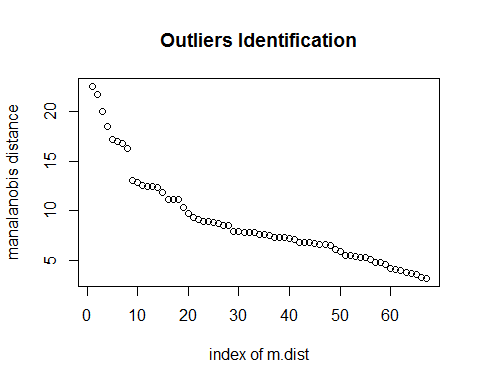 Outliers Identification
manalanobis distance
20
15
10
5
0 10 20 30 40 50 60
index of m.dist